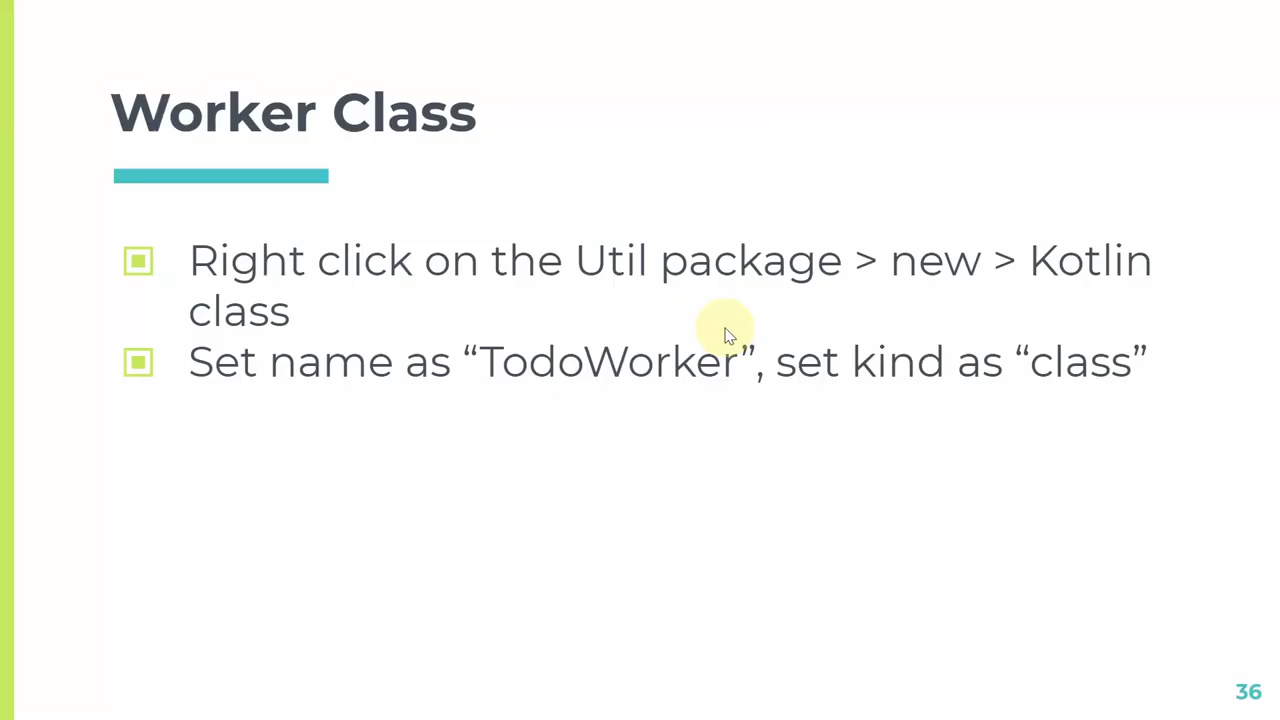 Worker Class
Right click on the Util package > new > Kotlin
class
Set name as “TodoWorker”, set kind as “class”
36